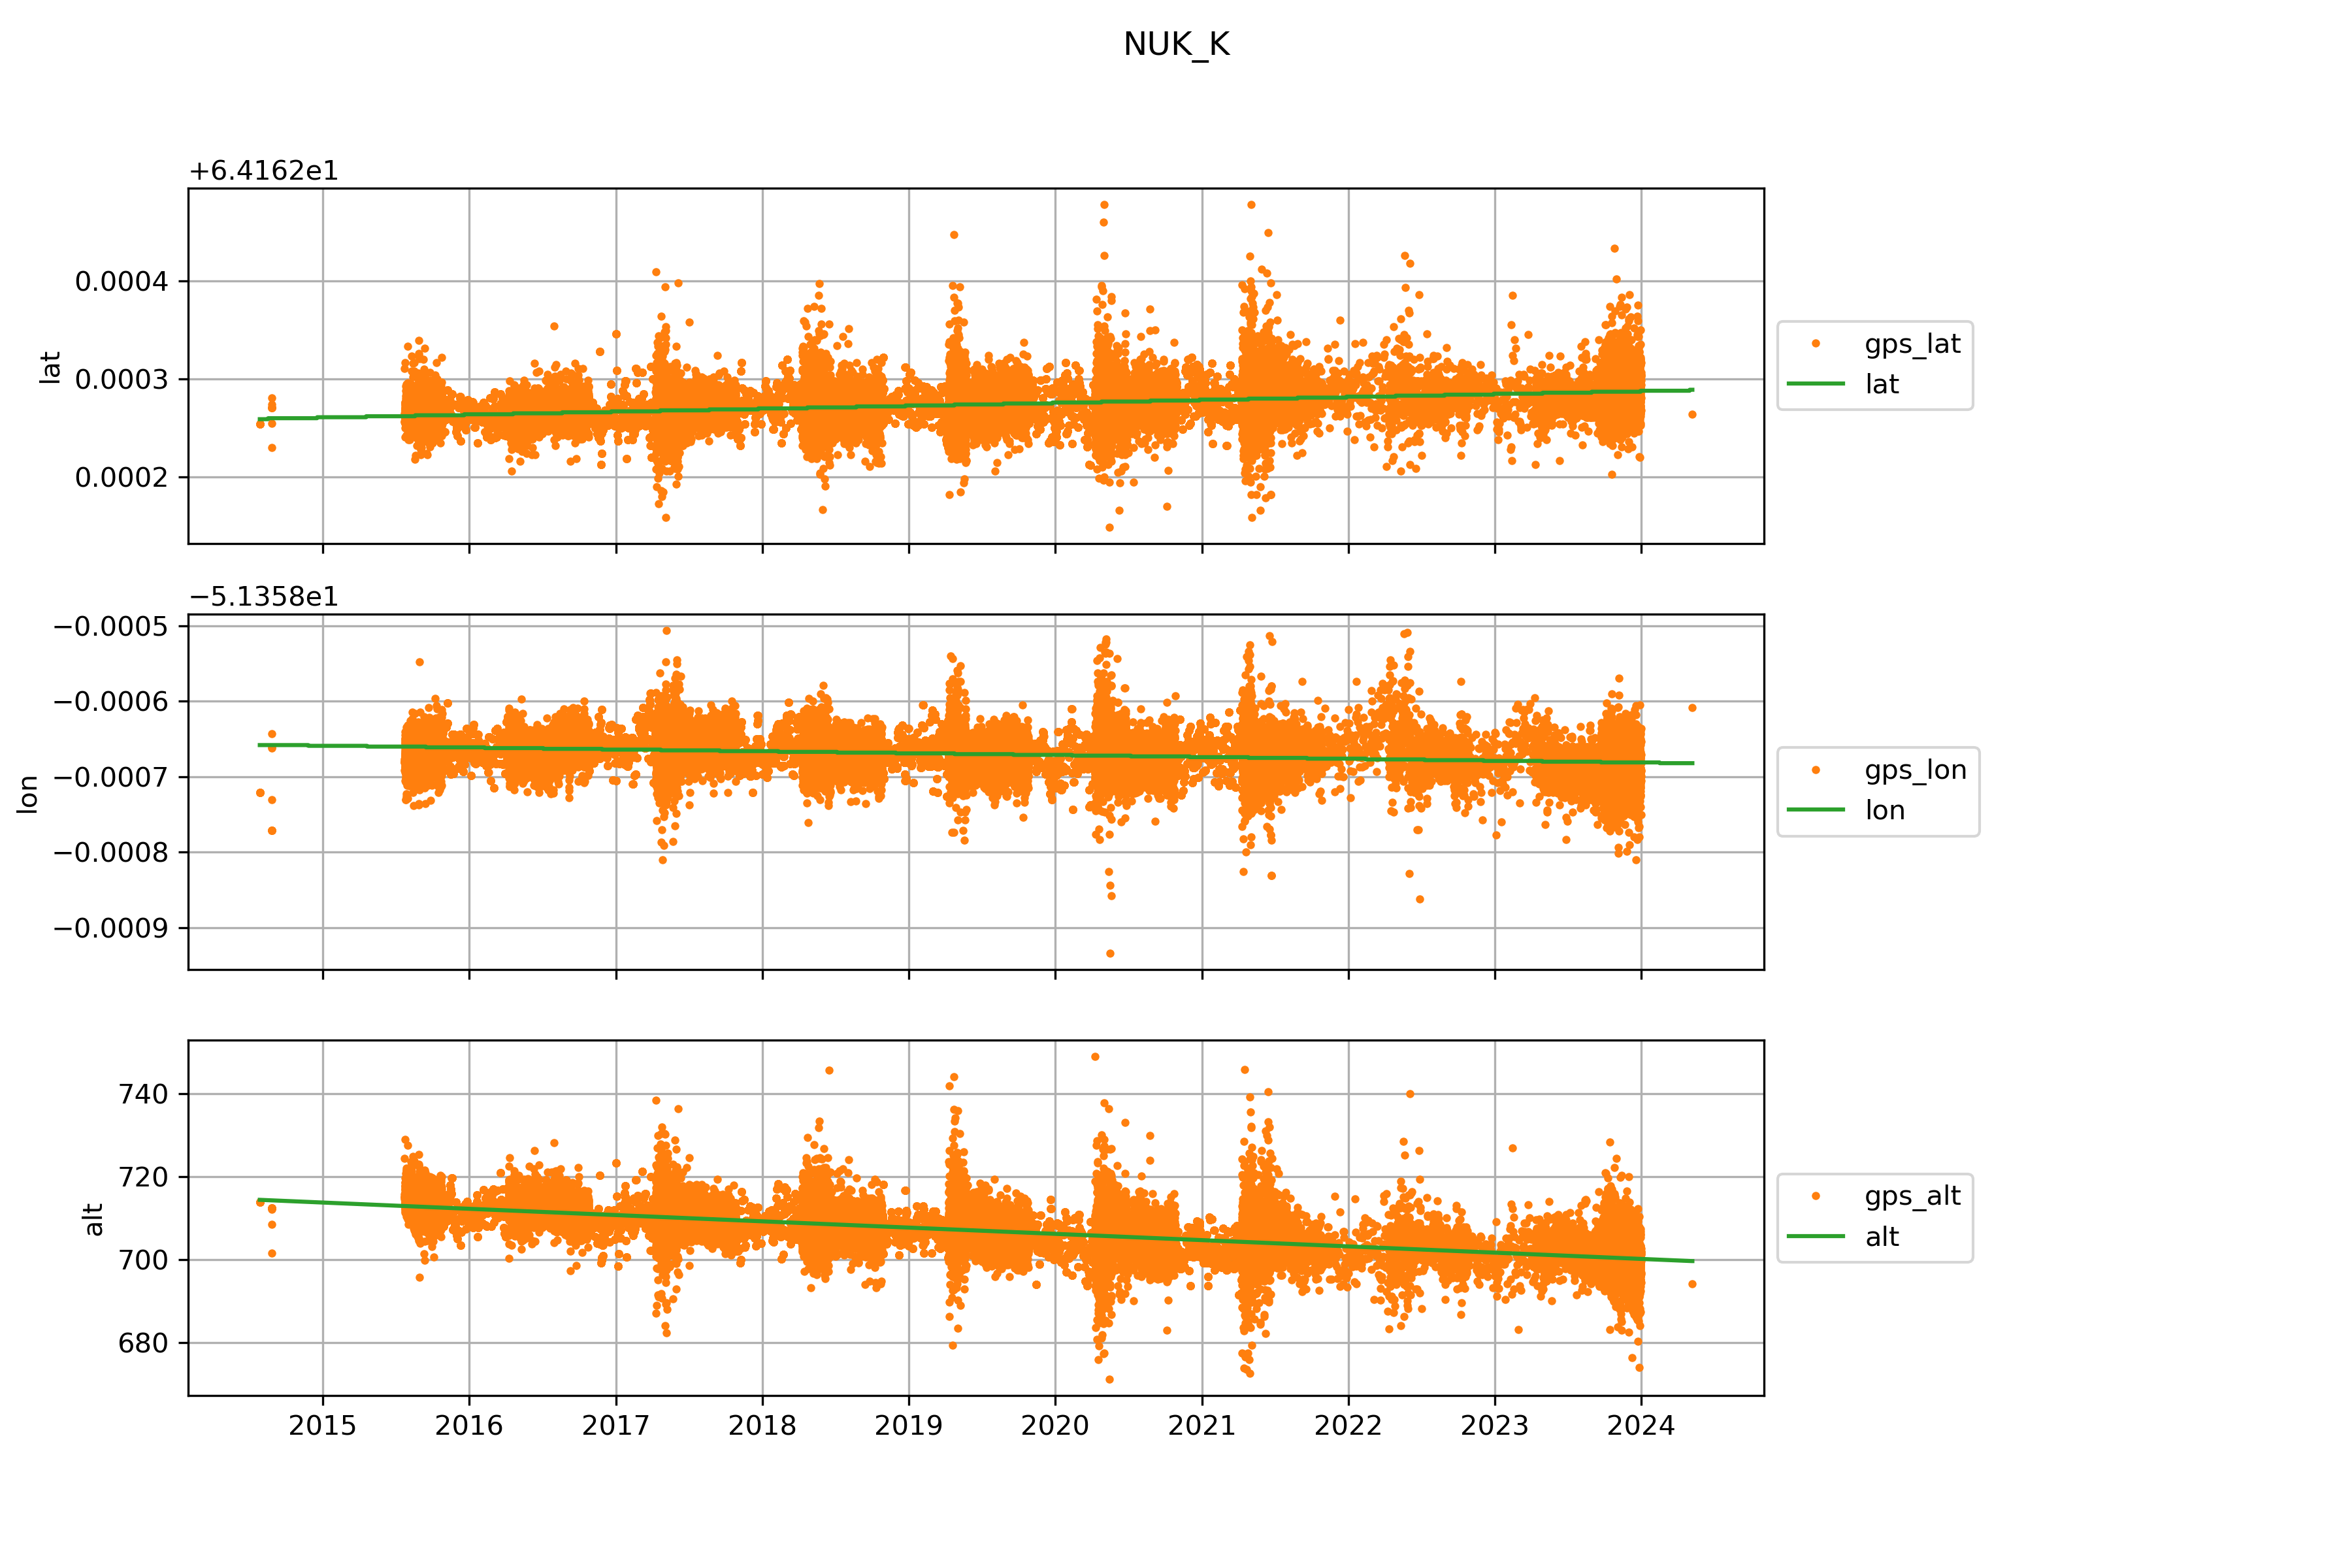 NUK_K
+6.4162e1
0.0004
0.0003
0.0002
lat
gps_lat
lat
−5.1358e1
−0.0005
−0.0006
−0.0007
−0.0008
−0.0009
lon
gps_lon
lon
740
720
700
680
alt
gps_alt
alt
2015 2016 2017 2018 2019 2020 2021 2022 2023 2024